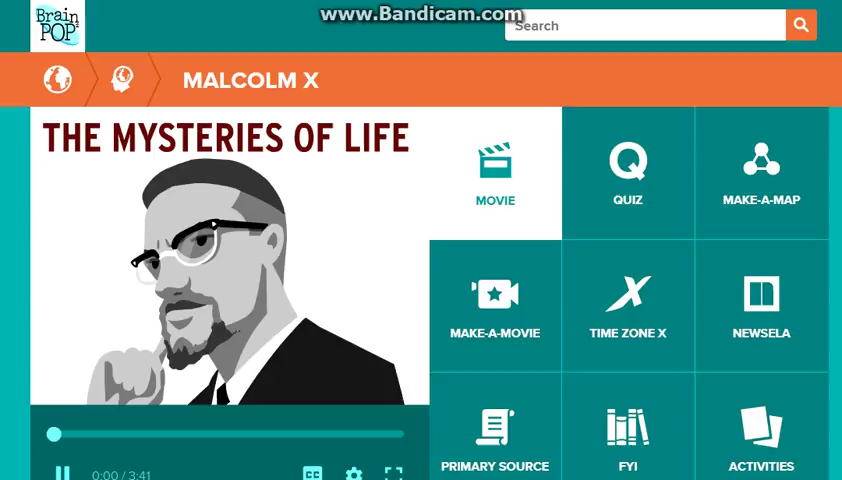 www.Bandicam.com
Brain
POP
Search
MALCOLM X
THE MYSTERIES OF LIFE
MOVIE
Q
QUIZ
MAKE-A-MAP
MAKE-A-MOVIE
X
TIME ZONE X
NEWSELA
PRIMARY SOURCE
FYI
ACTIVITIES
0:00 / 3:41
CC